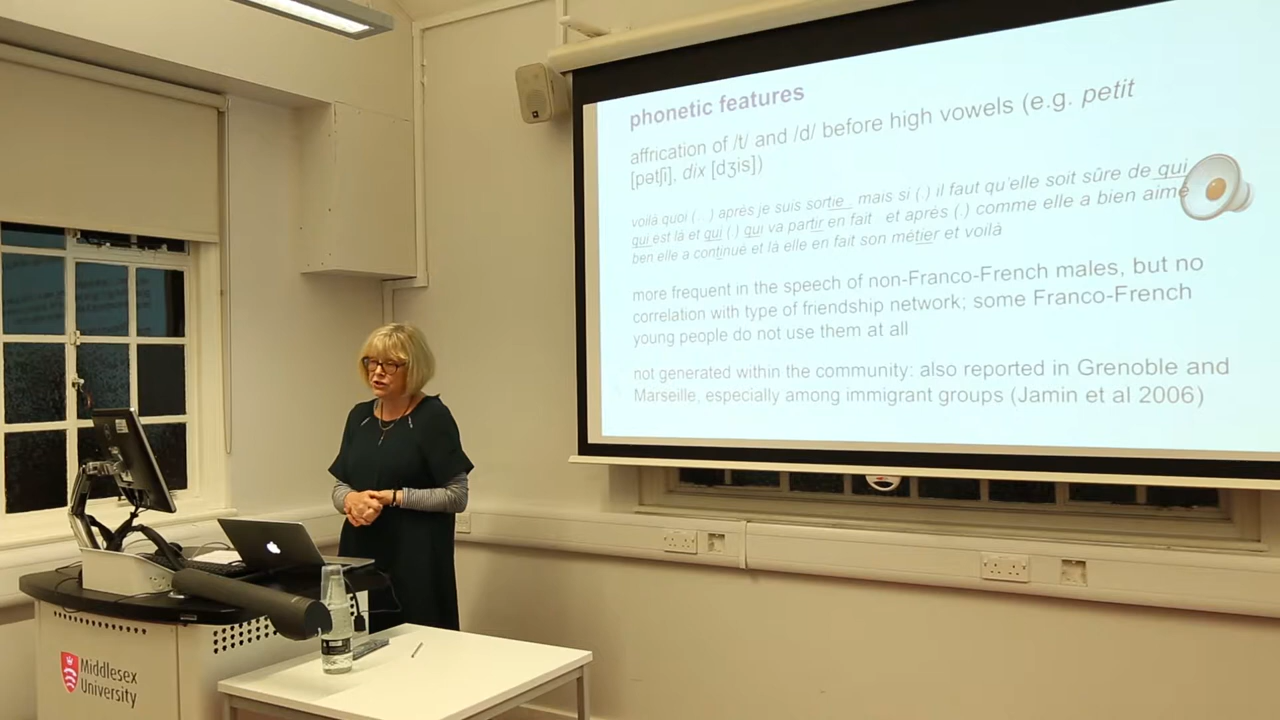 phonetic features
affrication of /t/ and /d/ before high vowels (e.g. petit
[pətʃi], dix [dʒis])
voilà quoi (…) après je suis sortie mais si (.) il faut qu'elle soit sûre de qui
qui est là et qui (.) qui va partir en fait et après (.) comme elle a bien aimé
ben elle a continué et là elle en fait son métier et voilà
more frequent in the speech of non-Franco-French males, but no
correlation with type of friendship network; some Franco-French
young people do not use them at all
not generated within the community: also reported in Grenoble and
Marseille, especially among immigrant groups (Jamin et al 2006)
Middlesex
University